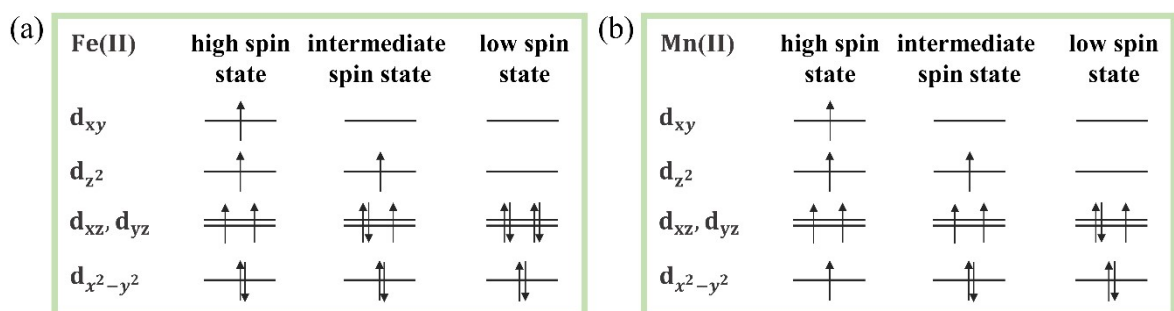 (a) Fe(II) high spin state intermediate spin state low spin state
d_xy
d_z²
d_xz, d_yz
d_x²−y²
(b) Mn(II) high spin state intermediate spin state low spin state
d_xy
d_z²
d_xz, d_yz
d_x²−y²